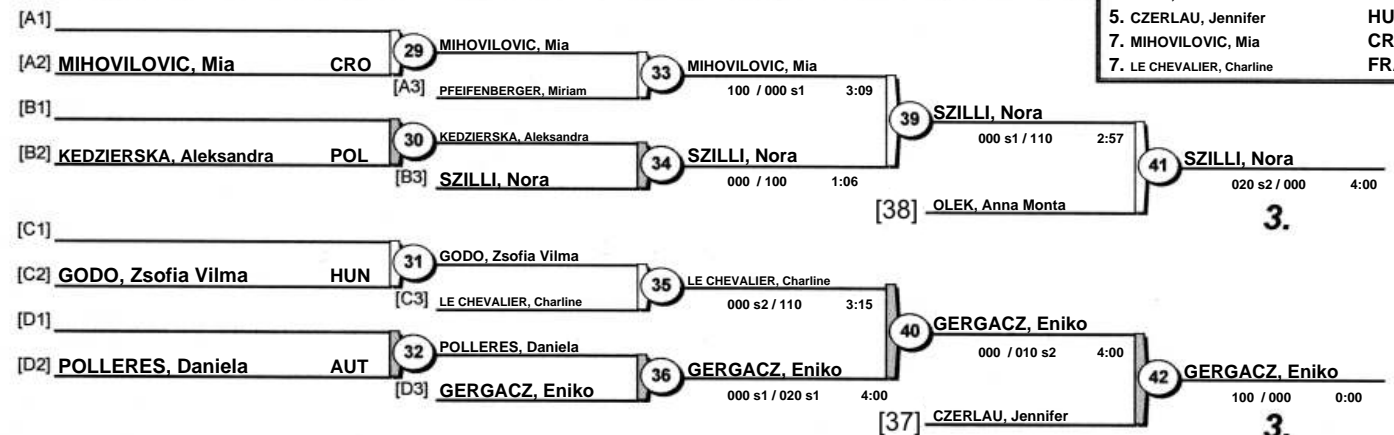 5. CZERLAU, Jennifer HU
7. MIHOVILOVIC, Mia CR
7. LE CHEVALIER, Charline FR
[A1]
[A2] MIHOVILOVIC, Mia CRO
29
MIHOVILOVIC, Mia
[A3] PFEIFENBERGER, Miriam
33
MIHOVILOVIC, Mia
100 / 000 s1 3:09
[B1]
[B2] KEDZIERSKA, Aleksandra POL
30
KEDZIERSKA, Aleksandra
[B3] SZILLI, Nora
34
SZILLI, Nora
000 / 100 1:06
39
SZILLI, Nora
000 s1 / 110 2:57
[38] OLEK, Anna Monta
41
SZILLI, Nora
020 s2 / 000 4:00
3.
[C1]
[C2] GODO, Zsofia Vilma HUN
31
GODO, Zsofia Vilma
[C3] LE CHEVALIER, Charline
35
LE CHEVALIER, Charline
000 s2 / 110 3:15
[D1]
[D2] POLLERES, Daniela AUT
32
POLLERES, Daniela
[D3] GERGACZ, Eniko
36
GERGACZ, Eniko
000 s1 / 020 s1 4:00
40
GERGACZ, Eniko
000 / 010 s2 4:00
[37] CZERLAU, Jennifer
42
GERGACZ, Eniko
100 / 000 0:00
3.